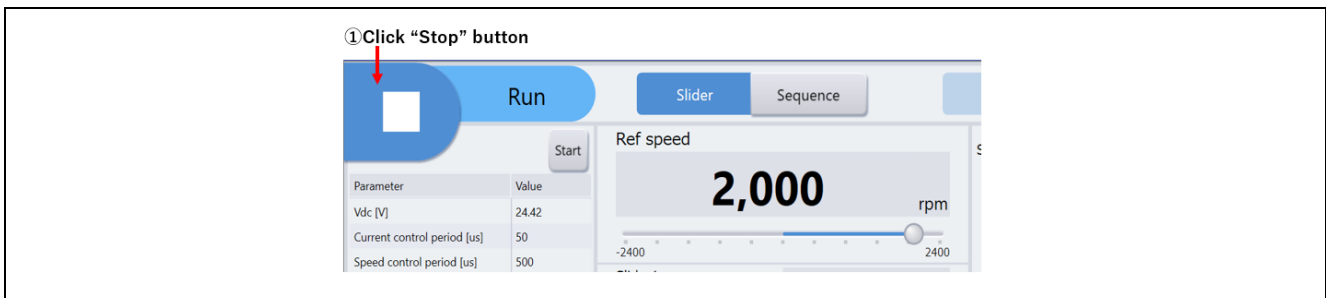 ①Click “Stop” button
Run
Slider
Sequence
Start
Ref speed
2,000
rpm
Parameter Value
Vdc [V] 24.42
Current control period [us] 50
Speed control period [us] 500
-2400
2400